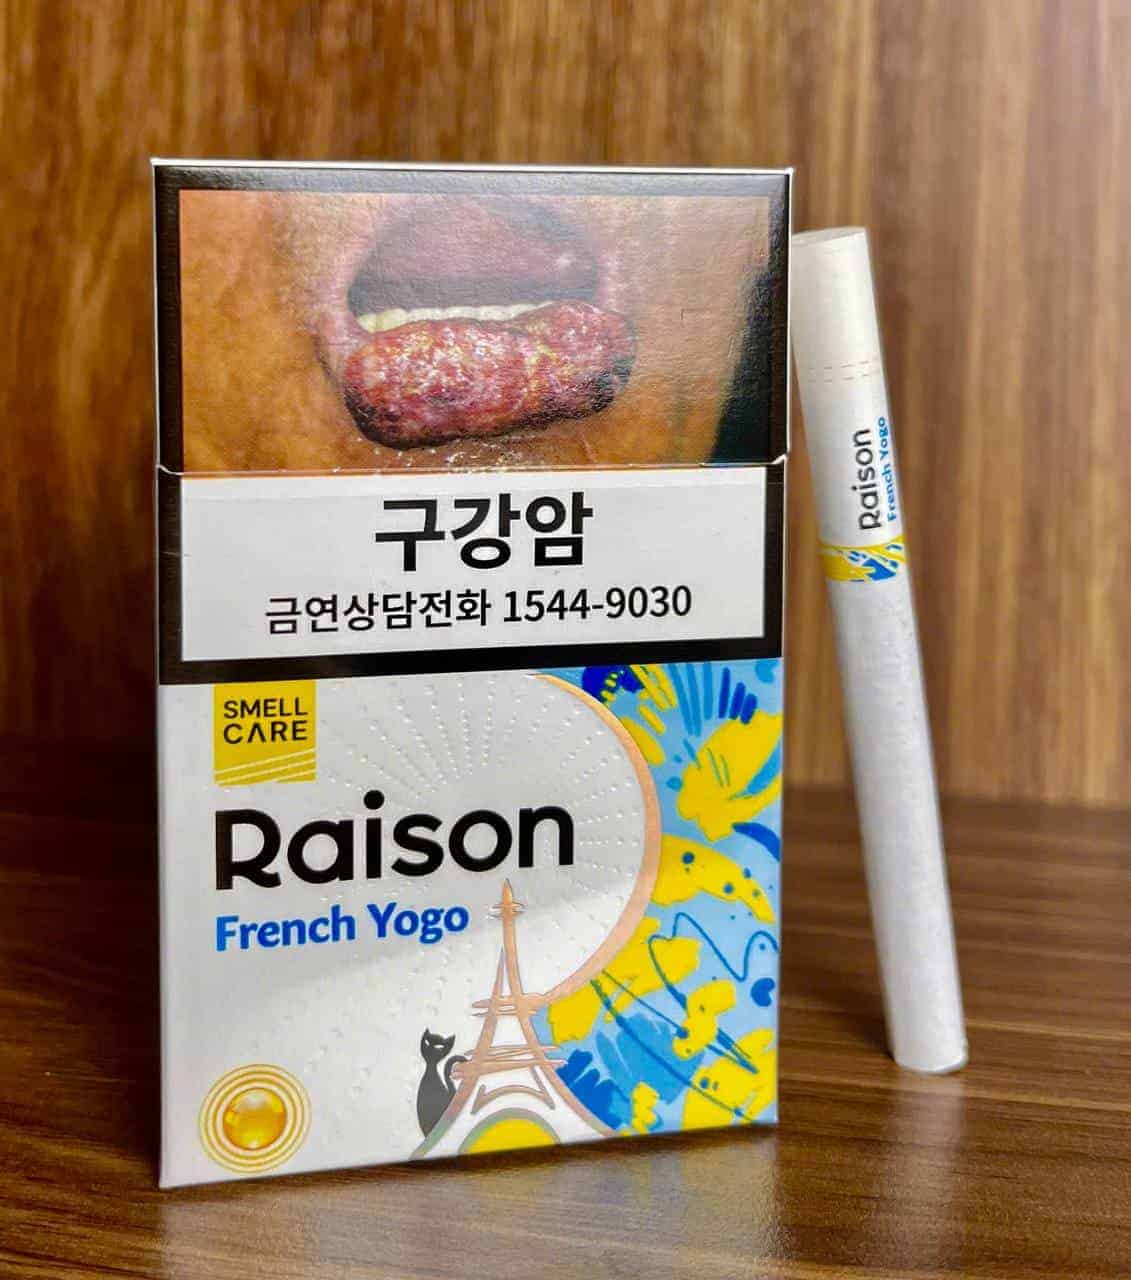 구강암
금연상담전화 1544-9030
SMELL
CARE
Raison
French Yogo
Raison
French Yogo